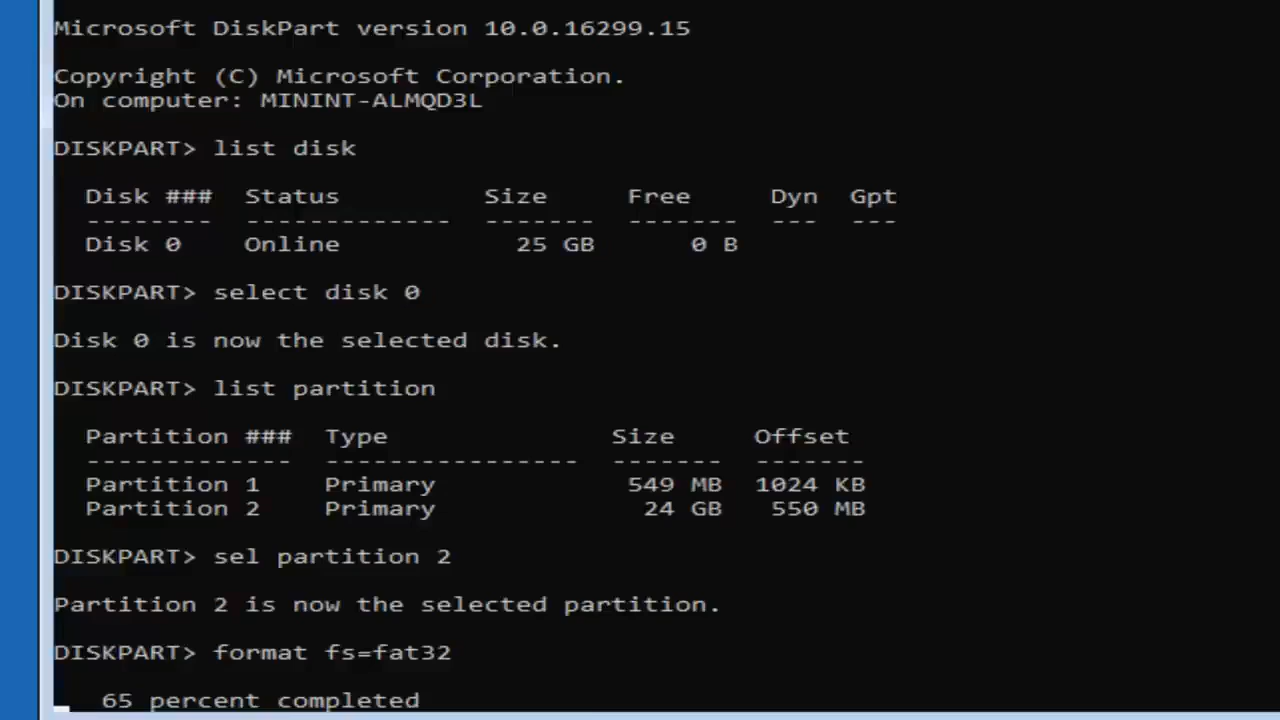 Microsoft DiskPart version 10.0.16299.15
Copyright (C) Microsoft Corporation.
On computer: MININT-ALMQD3L
DISKPART> list disk
Disk ### Status Size Free Dyn Gpt
-------- ------------- ------- ------- --- ---
Disk 0 Online 25 GB 0 B
DISKPART> select disk 0
Disk 0 is now the selected disk.
DISKPART> list partition
Partition ### Type Size Offset
------------- ---------------- ------- -------
Partition 1 Primary 549 MB 1024 KB
Partition 2 Primary 24 GB 550 MB
DISKPART> sel partition 2
Partition 2 is now the selected partition.
DISKPART> format fs=fat32
65 percent completed